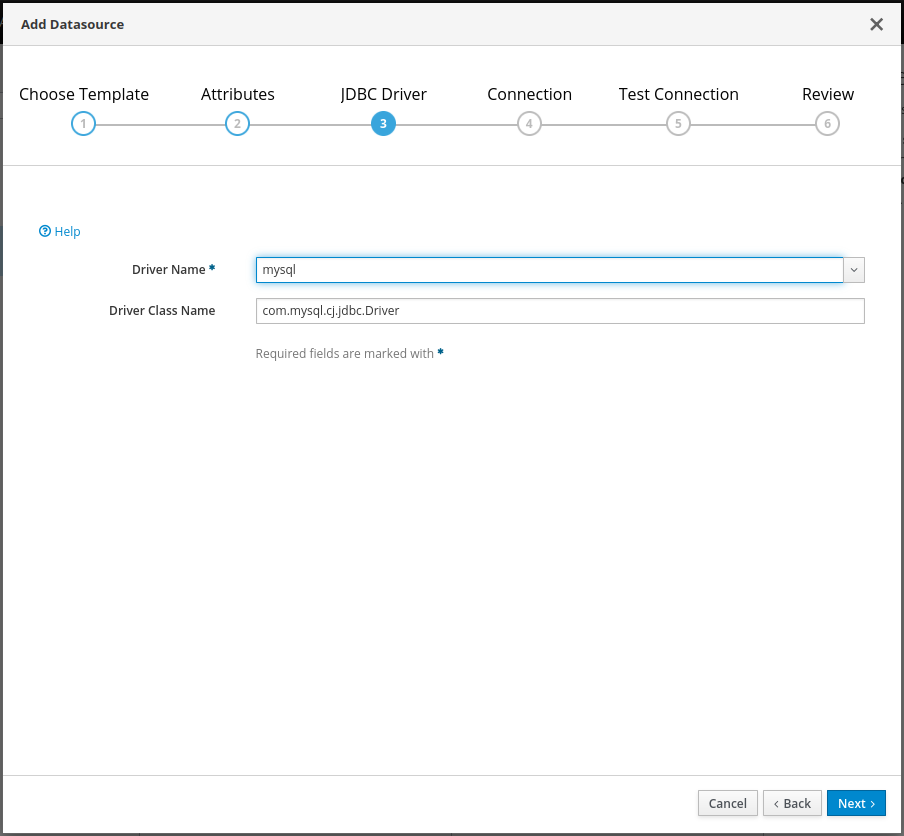 Add Datasource
Choose Template Attributes JDBC Driver Connection Test Connection Review
1 2 3 4 5 6
Help
Driver Name * mysql
Driver Class Name com.mysql.cj.jdbc.Driver
Required fields are marked with *
Cancel ‹ Back Next ›